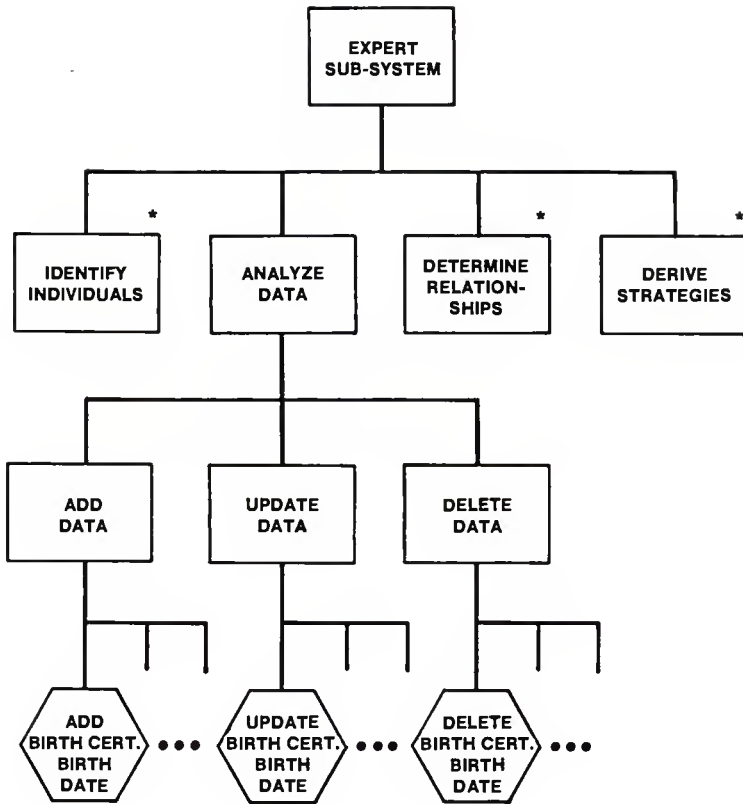 EXPERT
SUB-SYSTEM
*
*
*
IDENTIFY
INDIVIDUALS
ANALYZE
DATA
DETERMINE
RELATION-
SHIPS
DERIVE
STRATEGIES
ADD
DATA
UPDATE
DATA
DELETE
DATA
ADD
BIRTH CERT.
BIRTH
DATE
•••
UPDATE
BIRTH CERT.
BIRTH
DATE
•••
DELETE
BIRTH CERT.
BIRTH
DATE
•••